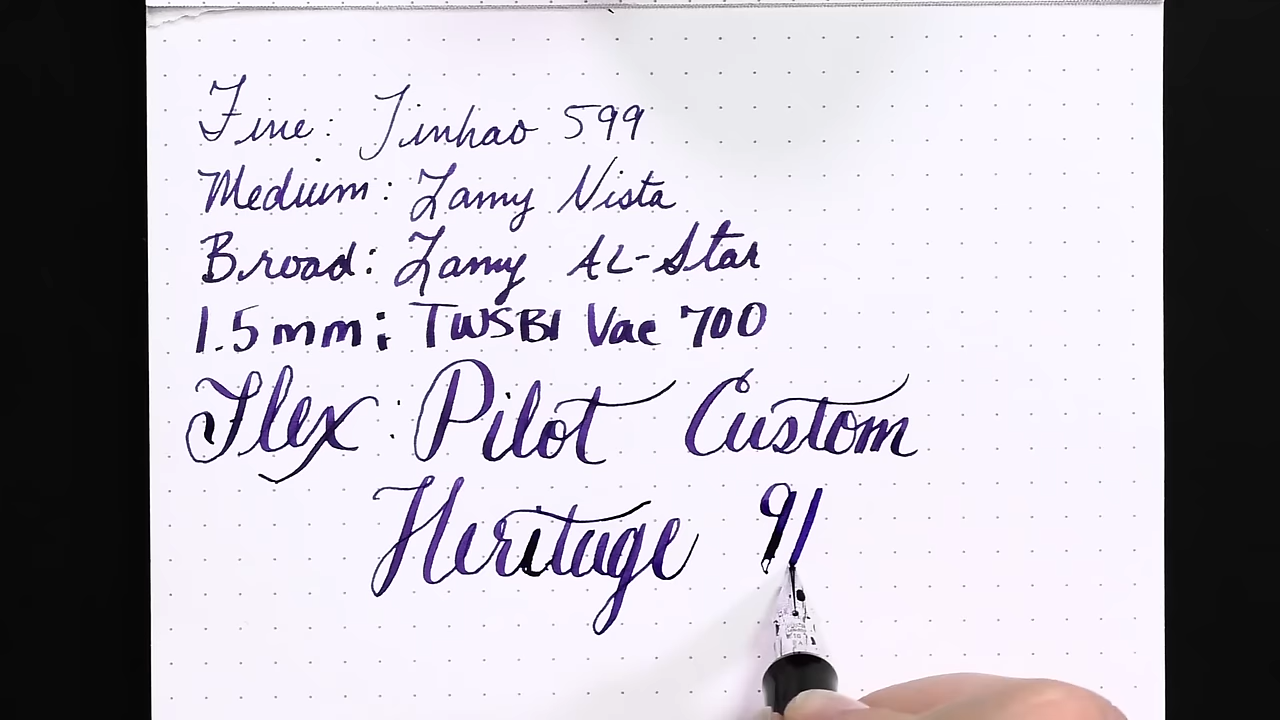 Fine: Jinhao 599
Medium: Lamy Vista
Broad: Lamy AL-Star
1.5mm: TWSBI Vac 700
Flex: Pilot Custom
Heritage 91